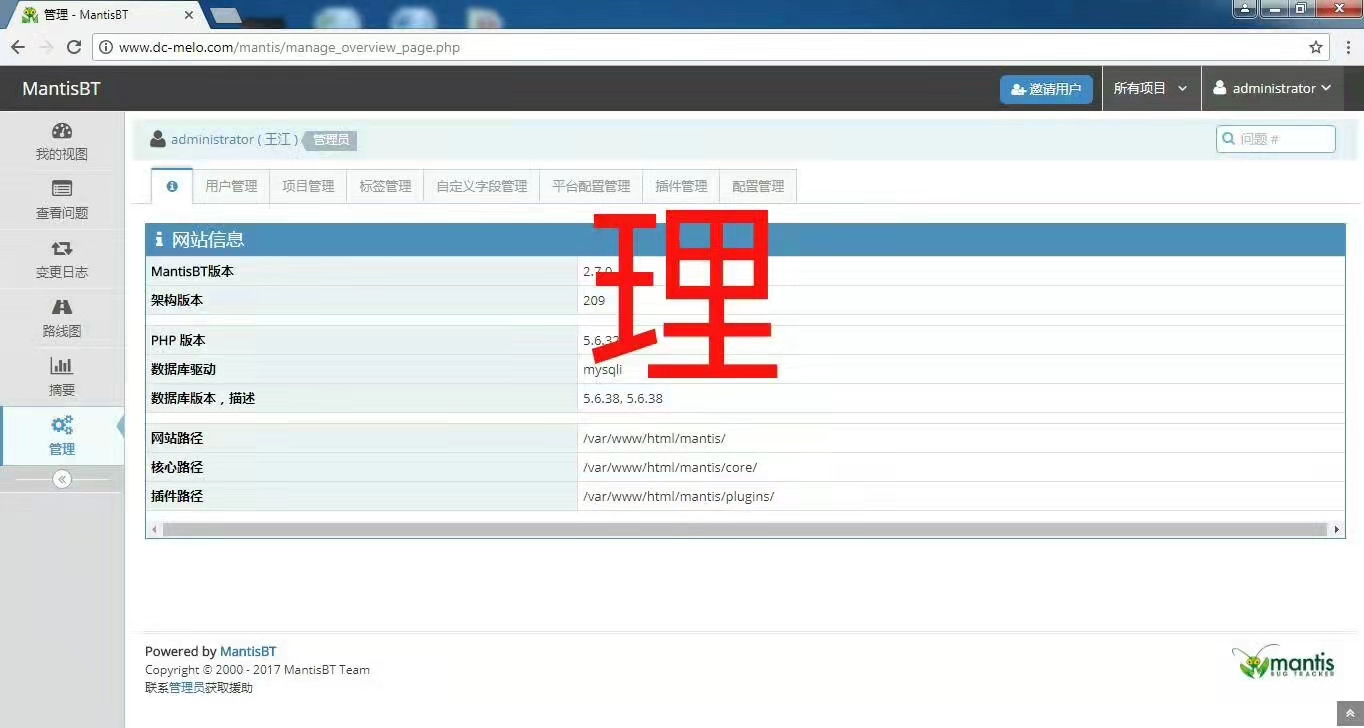 管理 - MantisBT
www.dc-melo.com/mantis/manage_overview_page.php
MantisBT
邀请用户
所有项目
administrator
我的视图
查看问题
变更日志
路线图
摘要
管理
administrator ( 王江 )
管理员
问题 #
用户管理
项目管理
标签管理
自定义字段管理
平台配置管理
插件管理
配置管理
理
网站信息
MantisBT版本 2.7.0
架构版本 209
PHP 版本 5.6.32
数据库驱动 mysqli
数据库版本，描述 5.6.38, 5.6.38
网站路径 /var/www/html/mantis/
核心路径 /var/www/html/mantis/core/
插件路径 /var/www/html/mantis/plugins/
Powered by MantisBT
Copyright © 2000 - 2017 MantisBT Team
联系管理员获取援助
mantis
BUG TRACKER